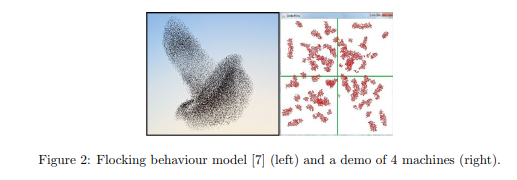 Figure 2: Flocking behaviour model [7] (left) and a demo of 4 machines (right).